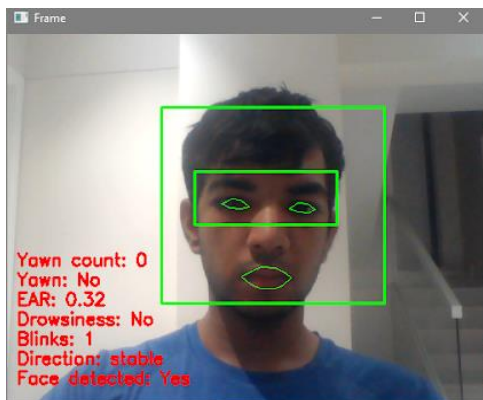 Frame
Yawn count: 0
Yawn: No
EAR: 0.32
Drowsiness: No
Blinks: 1
Direction: stable
Face detected: Yes